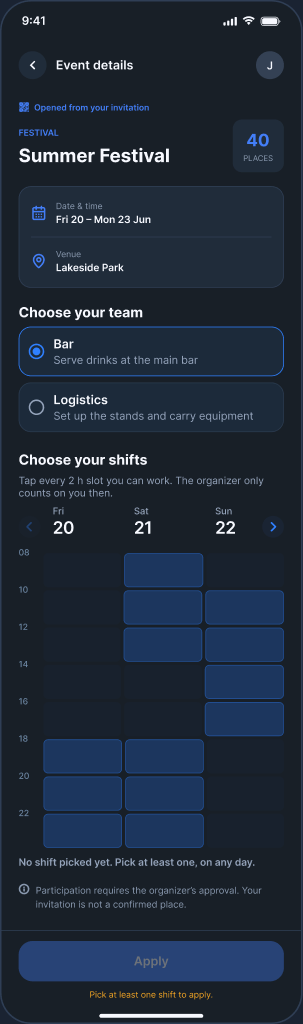 9:41
Event details
J
Opened from your invitation
FESTIVAL
Summer Festival
40
PLACES
Date & time
Fri 20 – Mon 23 Jun
Venue
Lakeside Park
Choose your team
Bar
Serve drinks at the main bar
Logistics
Set up the stands and carry equipment
Choose your shifts
Tap every 2 h slot you can work. The organizer only
counts on you then.
Fri Sat Sun
20 21 22
08
10
12
14
16
18
20
22
No shift picked yet. Pick at least one, on any day.
Participation requires the organizer’s approval. Your
invitation is not a confirmed place.
Apply
Pick at least one shift to apply.